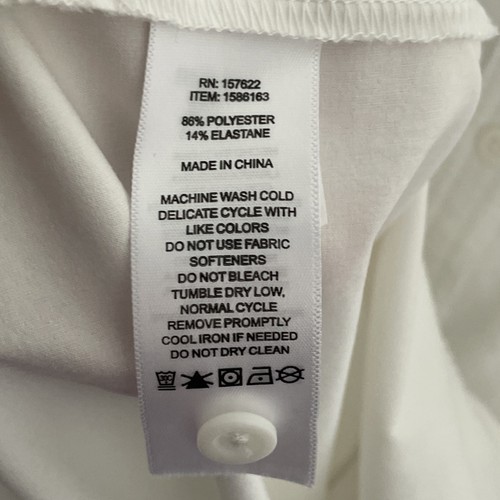 RN: 157622
ITEM: 1586163
86% POLYESTER
14% ELASTANE
MADE IN CHINA
MACHINE WASH COLD
DELICATE CYCLE WITH
LIKE COLORS
DO NOT USE FABRIC
SOFTENERS
DO NOT BLEACH
TUMBLE DRY LOW,
NORMAL CYCLE
REMOVE PROMPTLY
COOL IRON IF NEEDED
DO NOT DRY CLEAN